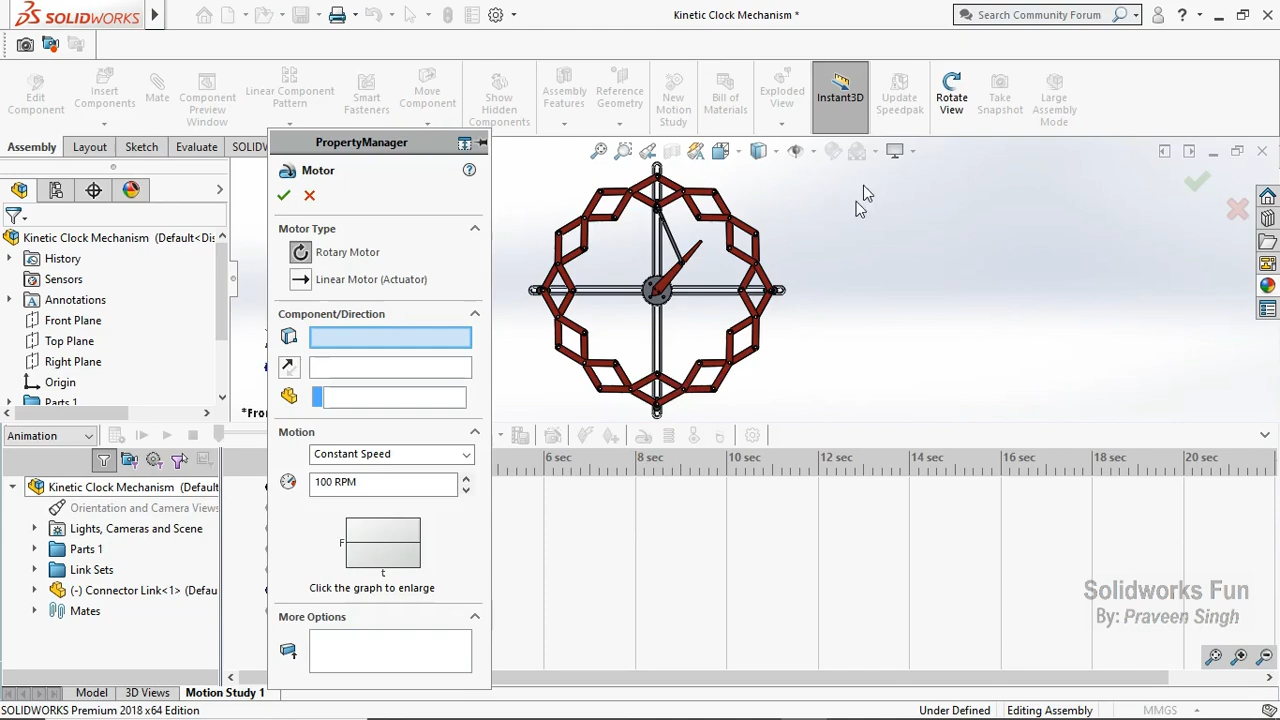 SOLIDWORKS
Kinetic Clock Mechanism *
Search Community Forum
?
Edit Component
Insert Components
Mate
Component Preview Window
Linear Component Pattern
Smart Fasteners
Move Component
Show Hidden Components
Assembly Features
Reference Geometry
New Motion Study
Bill of Materials
Exploded View
Instant3D
Update Speedpak
Rotate View
Take Snapshot
Large Assembly Mode
Assembly
Layout
Sketch
Evaluate
SOLIDW
PropertyManager
Motor
Motor Type
Rotary Motor
Linear Motor (Actuator)
Component/Direction
Motion
Constant Speed
100 RPM
F
t
Click the graph to enlarge
More Options
Kinetic Clock Mechanism (Default<Dis
History
Sensors
Annotations
Front Plane
Top Plane
Right Plane
Origin
Parts 1
*Fro
Animation
6 sec
8 sec
10 sec
12 sec
14 sec
16 sec
18 sec
20 sec
Kinetic Clock Mechanism (Default
Orientation and Camera Views
Lights, Cameras and Scene
Parts 1
Link Sets
(-) Connector Link<1> (Defau
Mates
Solidworks Fun
By: Praveen Singh
Model
3D Views
Motion Study 1
SOLIDWORKS Premium 2018 x64 Edition
Under Defined
Editing Assembly
MMGS